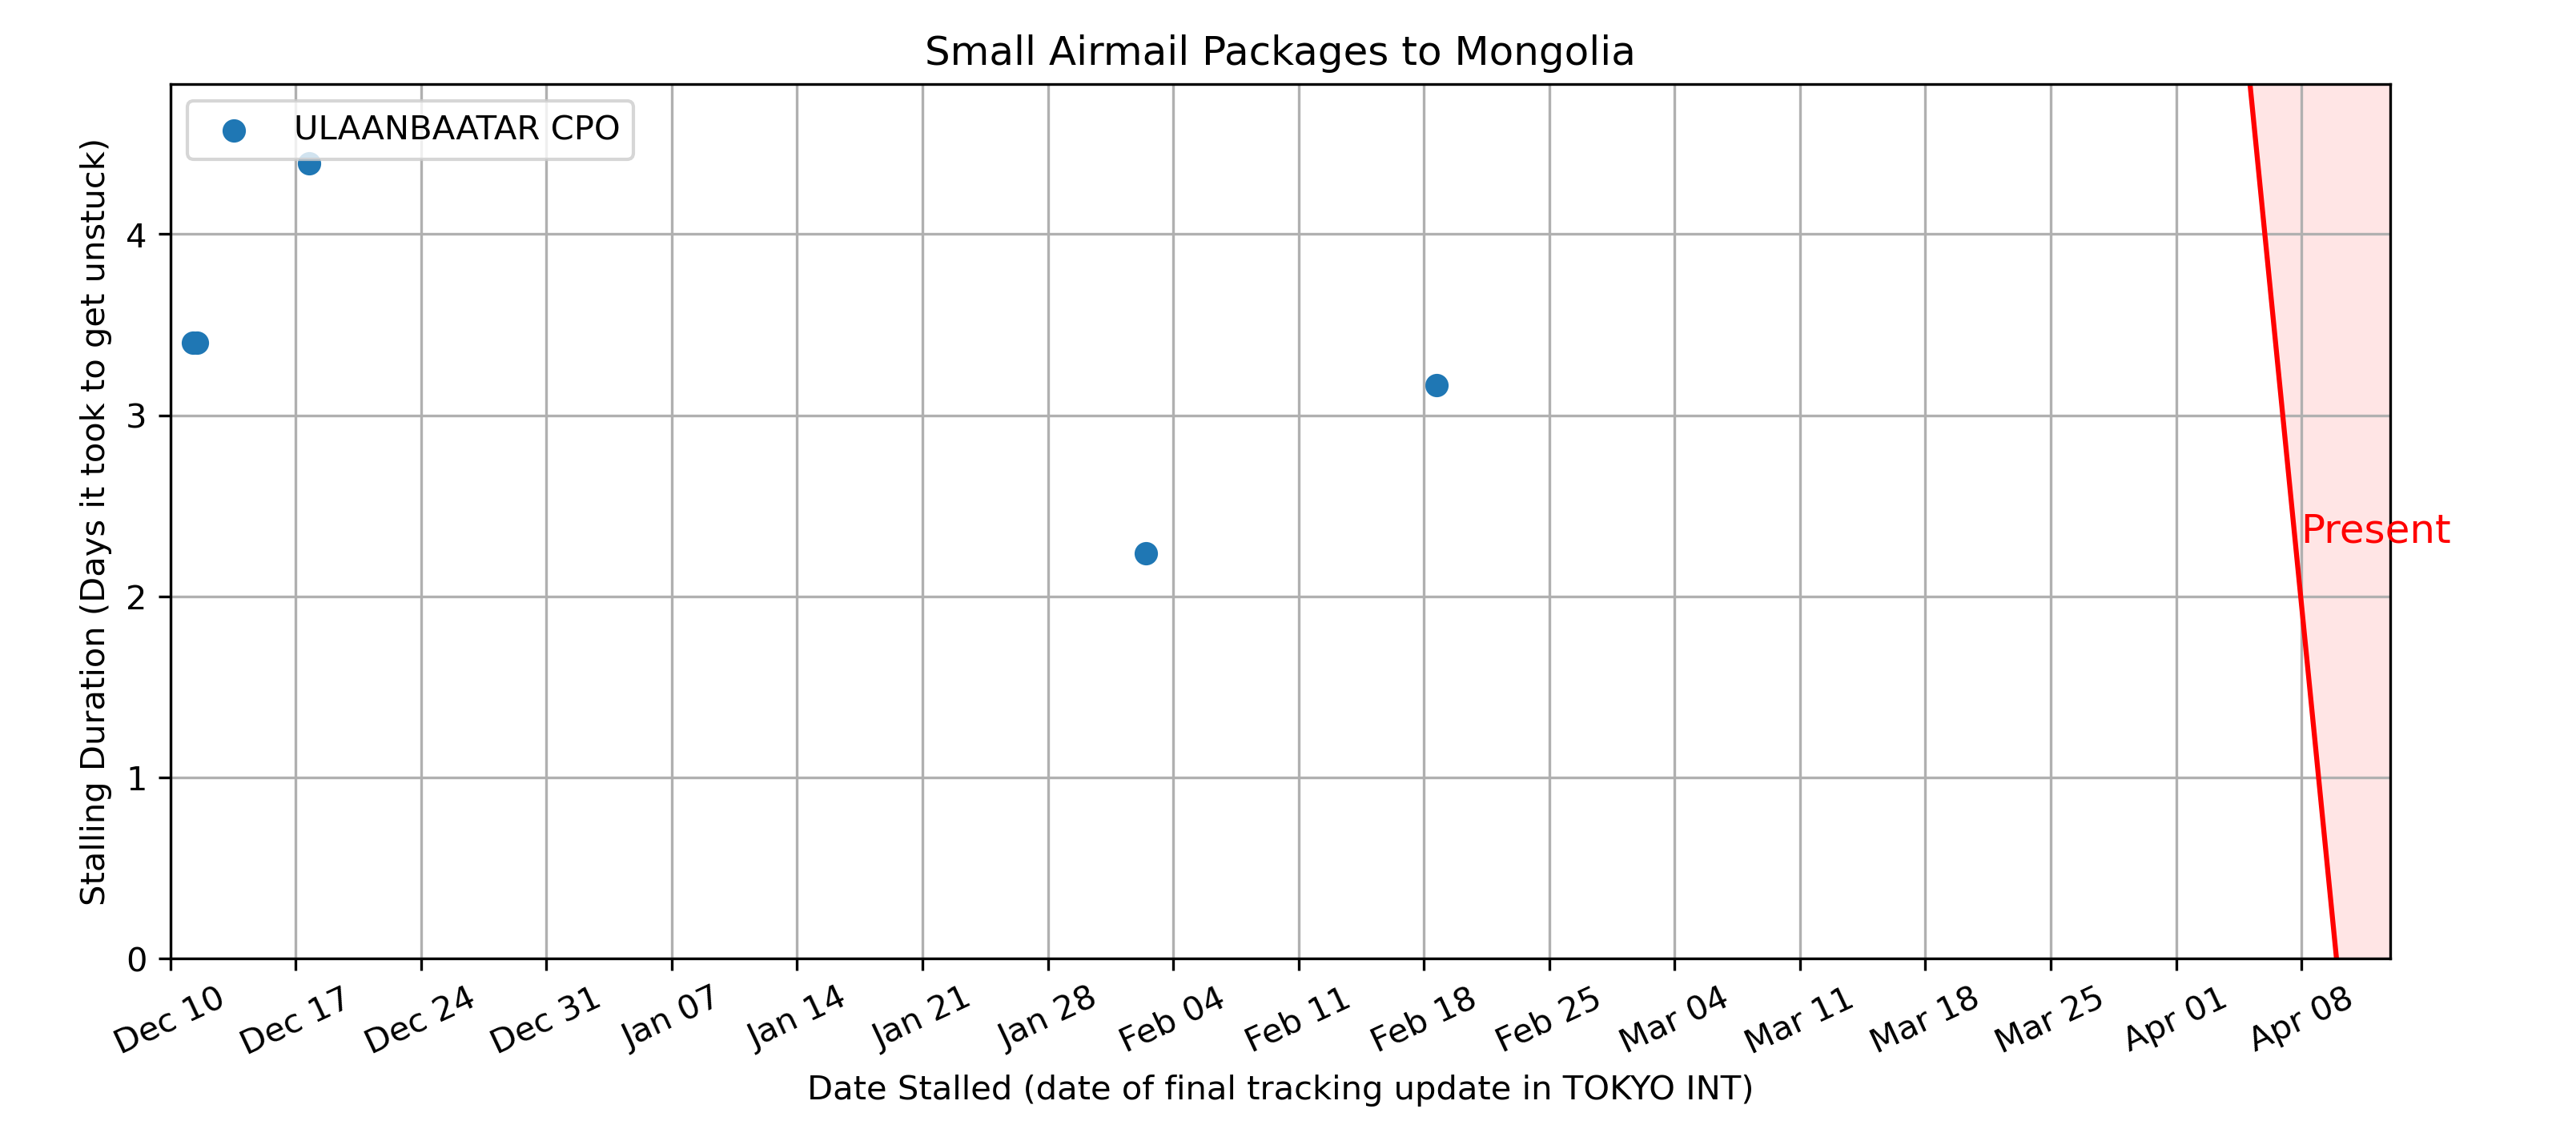 Small Airmail Packages to Mongolia
ULAANBAATAR CPO
Stalling Duration (Days it took to get unstuck)
4
3
2
1
0
Present
Dec 10
Dec 17
Dec 24
Dec 31
Jan 07
Jan 14
Jan 21
Jan 28
Feb 04
Feb 11
Feb 18
Feb 25
Mar 04
Mar 11
Mar 18
Mar 25
Apr 01
Apr 08
Date Stalled (date of final tracking update in TOKYO INT)